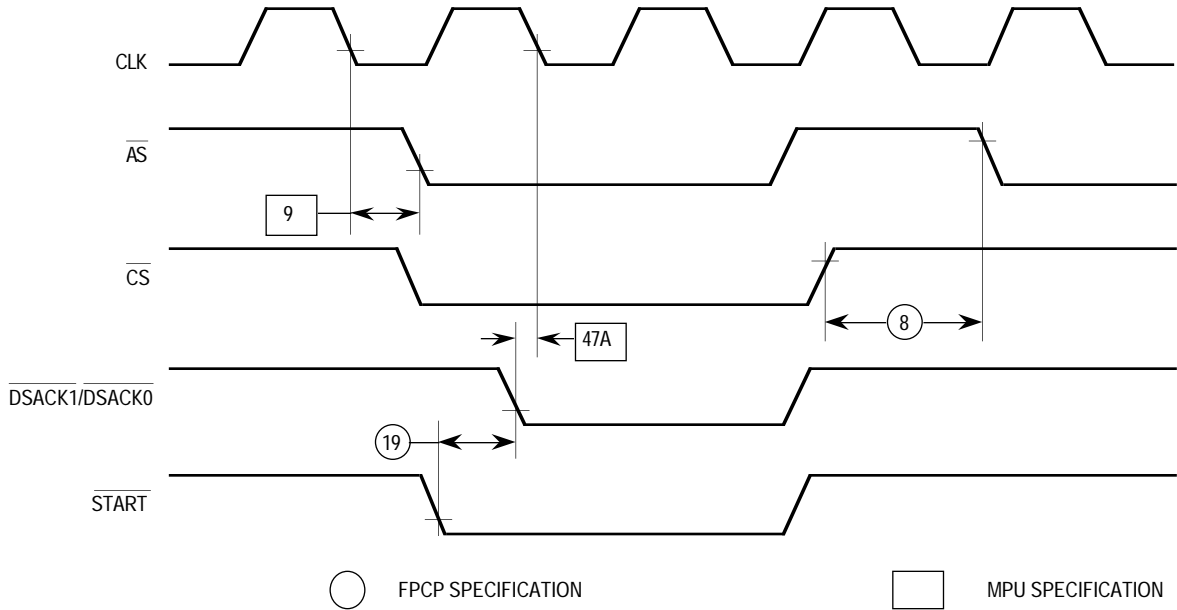 CLK
AS
9
CS
8
47A
DSACK1/DSACK0
19
START
FPCP SPECIFICATION
MPU SPECIFICATION